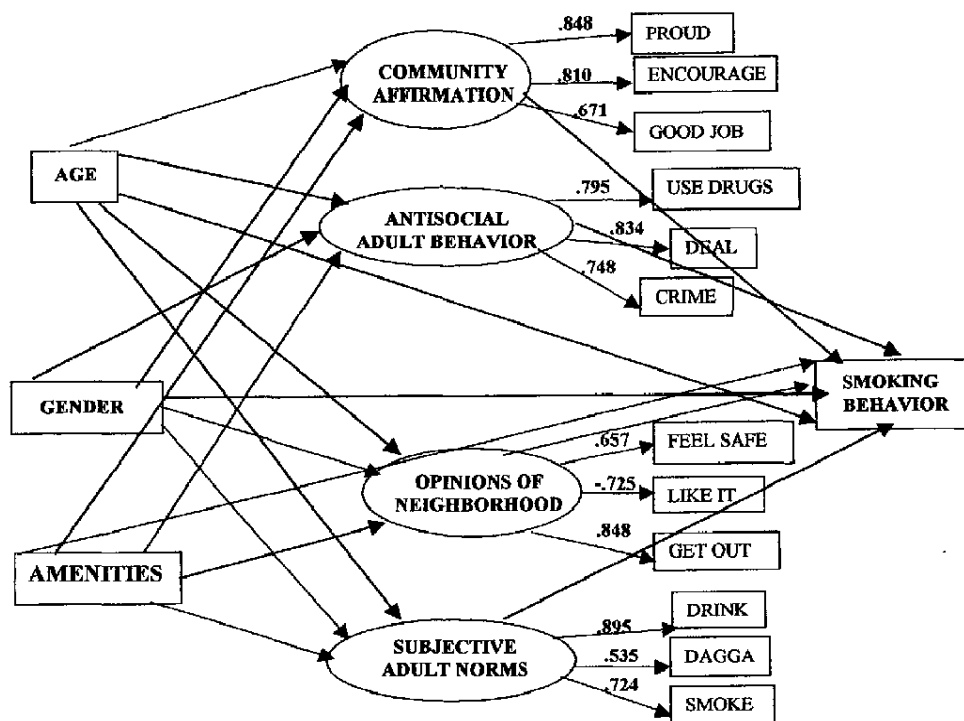 .848
PROUD
COMMUNITY
AFFIRMATION
.810
ENCOURAGE
.671
GOOD JOB
AGE
.795
USE DRUGS
ANTISOCIAL
ADULT BEHAVIOR
.834
DEAL
.748
CRIME
GENDER
SMOKING
BEHAVIOR
.657
FEEL SAFE
OPINIONS OF
NEIGHBORHOOD
-.725
LIKE IT
.848
GET OUT
AMENITIES
DRINK
.895
SUBJECTIVE
ADULT NORMS
.535
DAGGA
.724
SMOKE